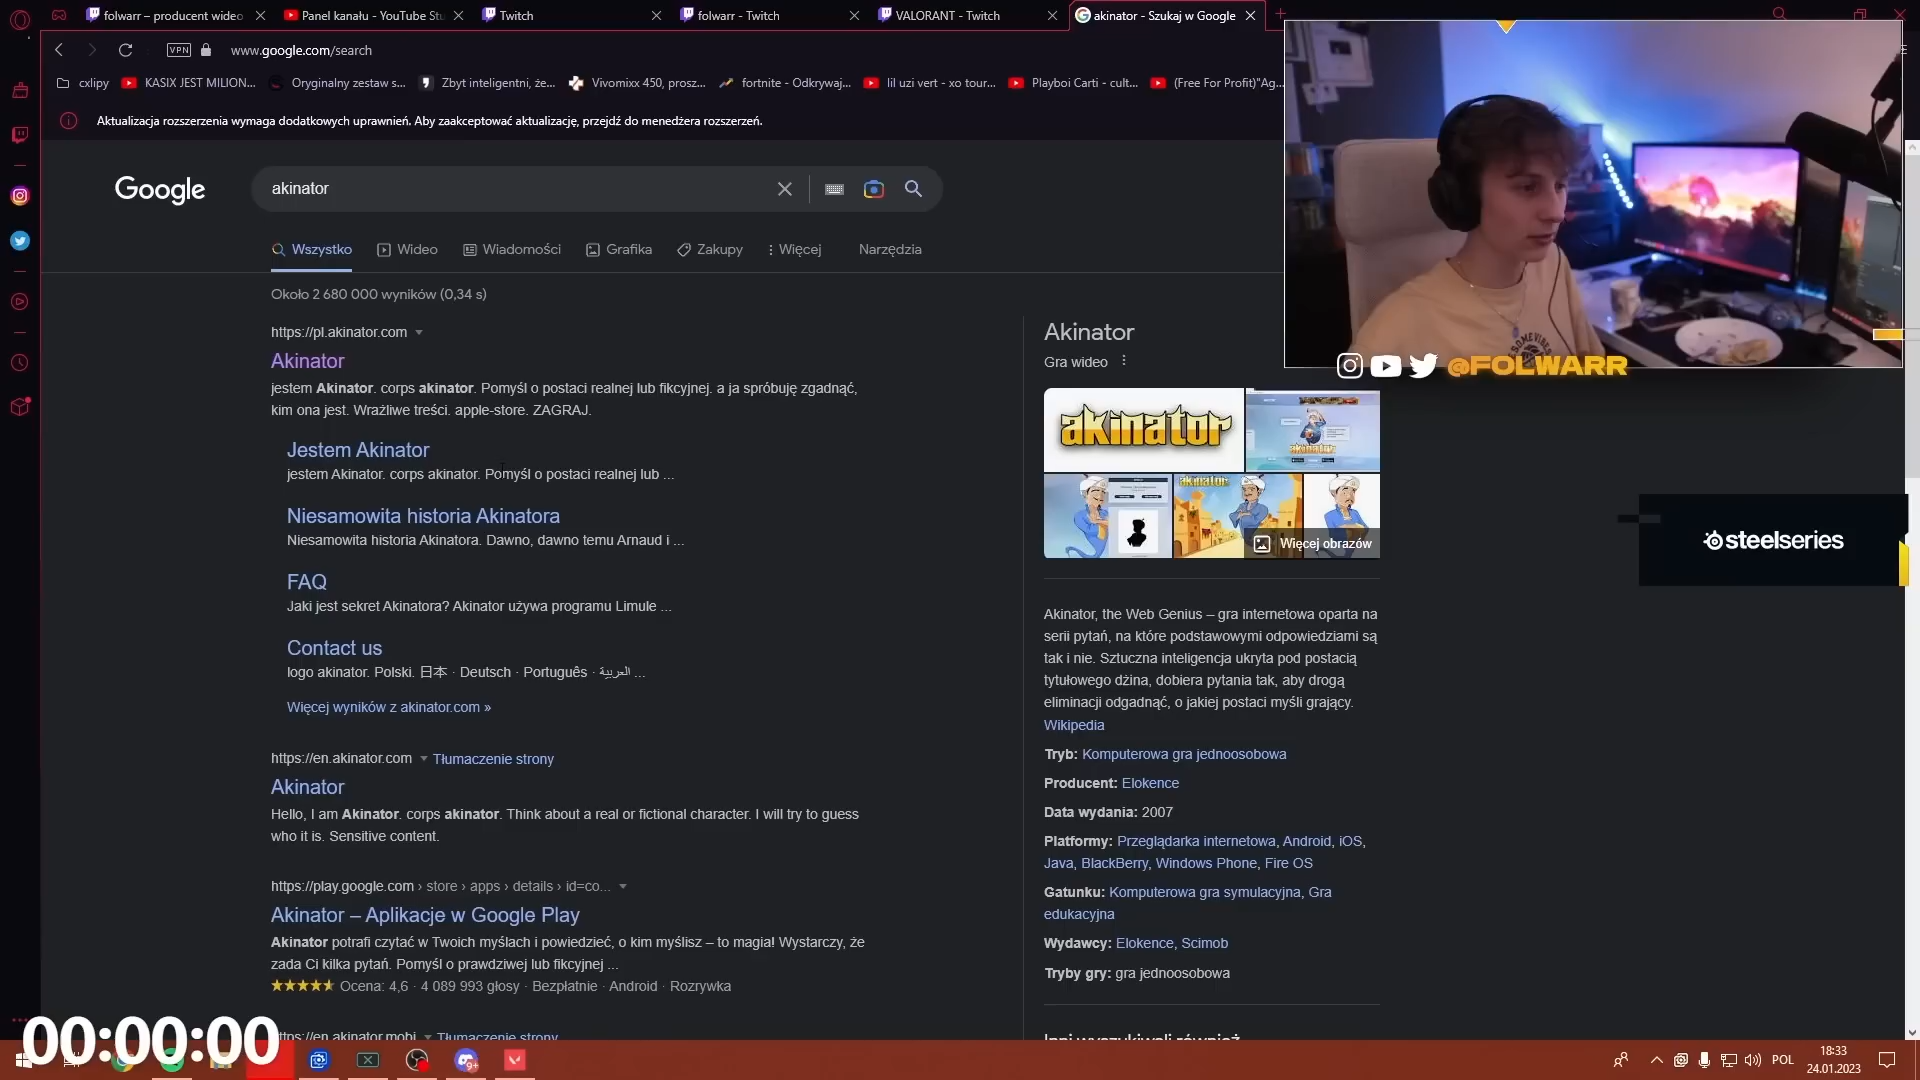 folwarr – producent wideo
Panel kanału - YouTube Stu
Twitch
folwarr - Twitch
VALORANT - Twitch
akinator - Szukaj w Google
VPN
www.google.com/search
cxlipy
KASIX JEST MILION...
Oryginalny zestaw s...
Zbyt inteligentni, że...
Vivomixx 450, prosz...
fortnite - Odkrywaj...
lil uzi vert - xo tour...
Playboi Carti - cult...
(Free For Profit)"Ag...
Aktualizacja rozszerzenia wymaga dodatkowych uprawnień. Aby zaakceptować aktualizację, przejdź do menedżera rozszerzeń.
Google
akinator
Wszystko
Wideo
Wiadomości
Grafika
Zakupy
Więcej
Narzędzia
Około 2 680 000 wyników (0,34 s)
https://pl.akinator.com
Akinator
jestem Akinator. corps akinator. Pomyśl o postaci realnej lub fikcyjnej. a ja spróbuję zgadnąć,
kim ona jest. Wrażliwe treści. apple-store. ZAGRAJ.
Jestem Akinator
jestem Akinator. corps akinator. Pomyśl o postaci realnej lub ...
Niesamowita historia Akinatora
Niesamowita historia Akinatora. Dawno, dawno temu Arnaud i ...
FAQ
Jaki jest sekret Akinatora? Akinator używa programu Limule ...
Contact us
logo akinator. Polski. 日本 · Deutsch · Português · العربية ...
Więcej wyników z akinator.com »
https://en.akinator.com
Tłumaczenie strony
Akinator
Hello, I am Akinator. corps akinator. Think about a real or fictional character. I will try to guess
who it is. Sensitive content.
https://play.google.com › store › apps › details › id=co...
Akinator – Aplikacje w Google Play
Akinator potrafi czytać w Twoich myślach i powiedzieć, o kim myślisz – to magia! Wystarczy, że
zada Ci kilka pytań. Pomyśl o prawdziwej lub fikcyjnej ...
Ocena: 4,6 · 4 089 993 głosy · Bezpłatnie · Android · Rozrywka
https://en.akinator.mobi
Tłumaczenie strony
Akinator
Gra wideo
akinator
akinator
akinator
Więcej obrazów
Akinator, the Web Genius – gra internetowa oparta na
serii pytań, na które podstawowymi odpowiedziami są
tak i nie. Sztuczna inteligencja ukryta pod postacią
tytułowego dżina, dobiera pytania tak, aby drogą
eliminacji odgadnąć, o jakiej postaci myśli grający.
Wikipedia
Tryb: Komputerowa gra jednoosobowa
Producent: Elokence
Data wydania: 2007
Platformy: Przeglądarka internetowa, Android, iOS,
Java, BlackBerry, Windows Phone, Fire OS
Gatunku: Komputerowa gra symulacyjna, Gra
edukacyjna
Wydawcy: Elokence, Scimob
Tryby gry: gra jednoosobowa
Inni wyszukiwali również
@FOLWARR
steelseries
00:00:00
9+
POL
18:33
24.01.2023